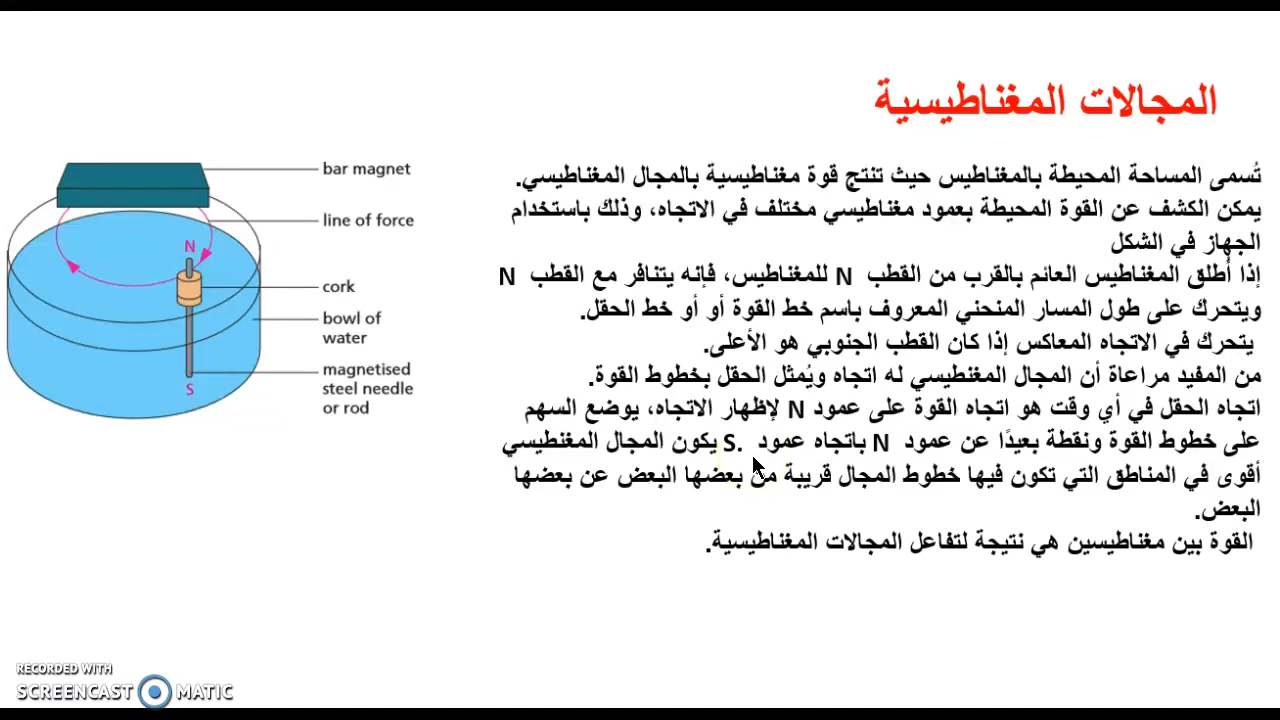 المجالات المغناطيسية
تُسمى المساحة المحيطة بالمغناطيس حيث تنتج قوة مغناطيسية بالمجال المغناطيسي.
يمكن الكشف عن القوة المحيطة بعمود مغناطيسي مختلف في الاتجاه، وذلك باستخدام
الجهاز في الشكل
إذا أُطلق المغناطيس العائم بالقرب من القطب N للمغناطيس، فإنه يتنافر مع القطب N
ويتحرك على طول المسار المنحني المعروف باسم خط القوة أو أو خط الحقل.
يتحرك في الاتجاه المعاكس إذا كان القطب الجنوبي هو الأعلى.
من المفيد مراعاة أن المجال المغنطيسي له اتجاه ويُمثل الحقل بخطوط القوة.
اتجاه الحقل في أي وقت هو اتجاه القوة على عمود N لإظهار الاتجاه، يوضع السهم
على خطوط القوة ونقطة بعيدًا عن عمود N باتجاه عمود S. يكون المجال المغنطيسي
أقوى في المناطق التي تكون فيها خطوط المجال قريبة من بعضها البعض عن بعضها
البعض.
القوة بين مغناطيسين هي نتيجة لتفاعل المجالات المغناطيسية.
bar magnet
line of force
N
cork
bowl of
water
magnetised
steel needle
or rod
S
RECORDED WITH
SCREENCAST MATIC